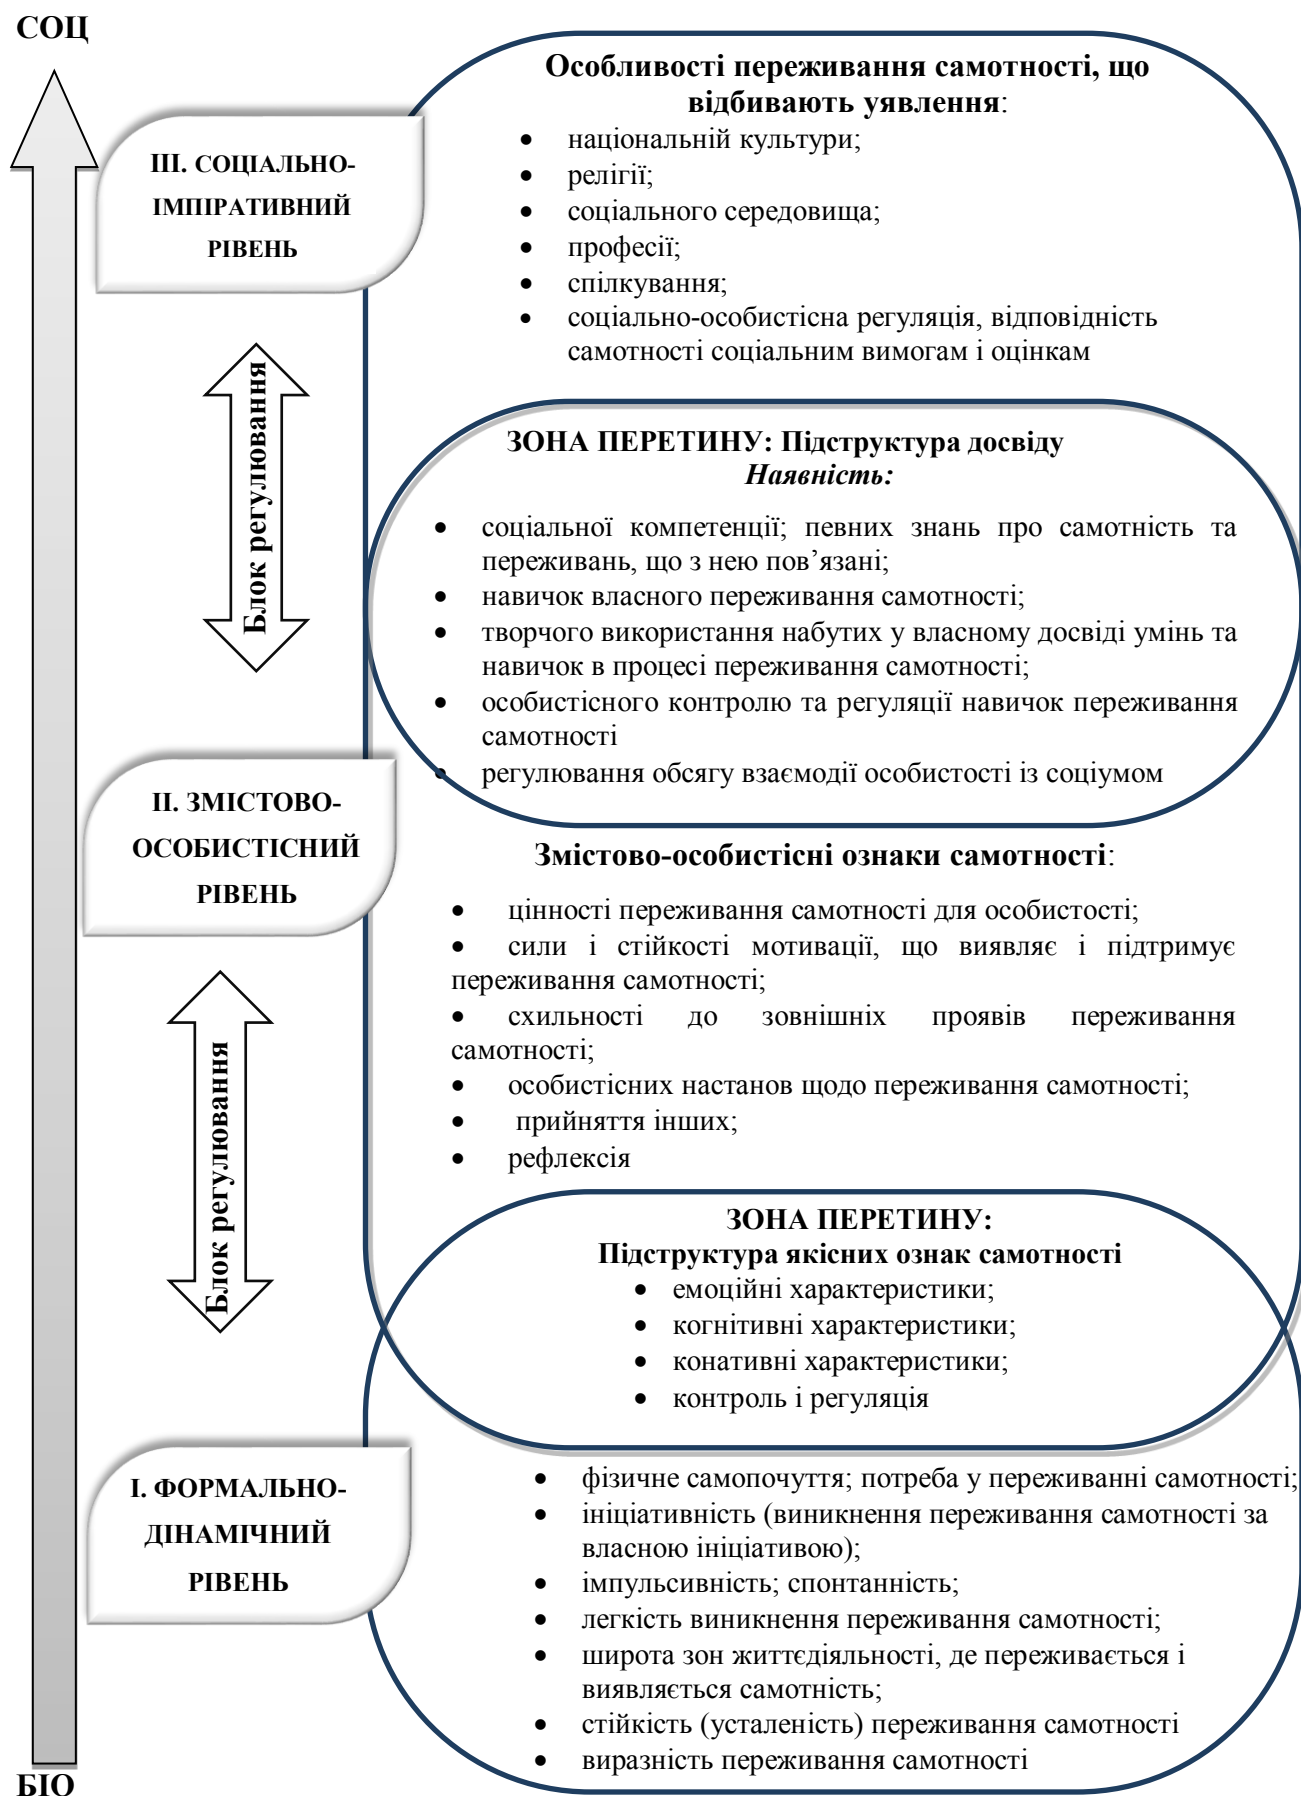 СОЦ
Особливості переживання самотності, що
відбивають уявлення:
• національній культури;
• релігії;
• соціального середовища;
• професії;
• спілкування;
• соціально-особистісна регуляція, відповідність
самотності соціальним вимогам і оцінкам
ІІІ. СОЦІАЛЬНО-
ІМПІРАТИВНИЙ
РІВЕНЬ
Блок регулювання
ЗОНА ПЕРЕТИНУ: Підструктура досвіду
Наявність:
• соціальної компетенції; певних знань про самотність та
переживань, що з нею пов’язані;
• навичок власного переживання самотності;
• творчого використання набутих у власному досвіді умінь та
навичок в процесі переживання самотності;
• особистісного контролю та регуляції навичок переживання
самотності
• регулювання обсягу взаємодії особистості із соціумом
ІІ. ЗМІСТОВО-
ОСОБИСТІСНИЙ
РІВЕНЬ
Змістово-особистісні ознаки самотності:
• цінності переживання самотності для особистості;
• сили і стійкості мотивації, що виявляє і підтримує
переживання самотності;
• схильності до зовнішніх проявів переживання
самотності;
• особистісних настанов щодо переживання самотності;
• прийняття інших;
• рефлексія
Блок регулювання
ЗОНА ПЕРЕТИНУ:
Підструктура якісних ознак самотності
• емоційні характеристики;
• когнітивні характеристики;
• конативні характеристики;
• контроль і регуляція
І. ФОРМАЛЬНО-
ДІНАМІЧНИЙ
РІВЕНЬ
• фізичне самопочуття; потреба у переживанні самотності;
• ініціативність (виникнення переживання самотності за
власною ініціативою);
• імпульсивність; спонтанність;
• легкість виникнення переживання самотності;
• широта зон життєдіяльності, де переживається і
виявляється самотність;
• стійкість (усталеність) переживання самотності
• виразність переживання самотності
БІО